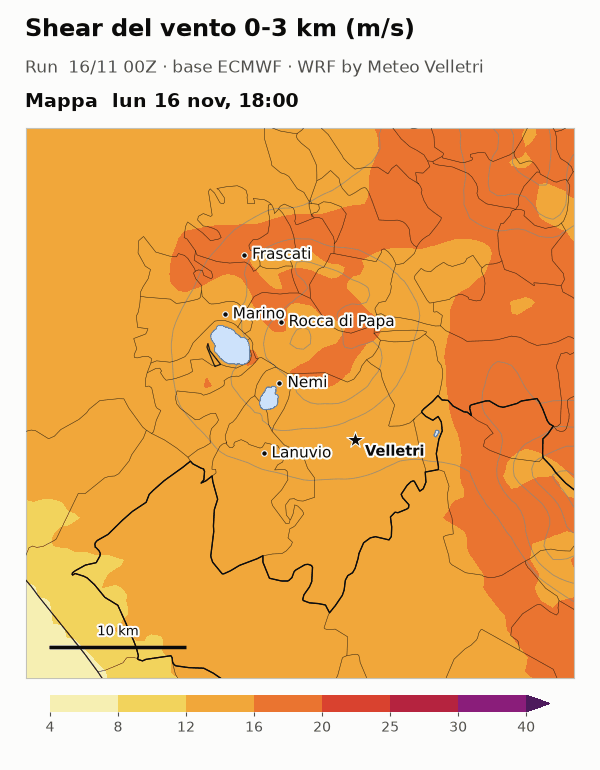 Shear del vento 0-3 km (m/s)
Run  16/11 00Z · base ECMWF · WRF by Meteo Velletri
Mappa  lun 16 nov, 18:00
Frascati
Marino
Rocca di Papa
Nemi
Velletri
Lanuvio
10 km
4 8 12 16 20 25 30 40